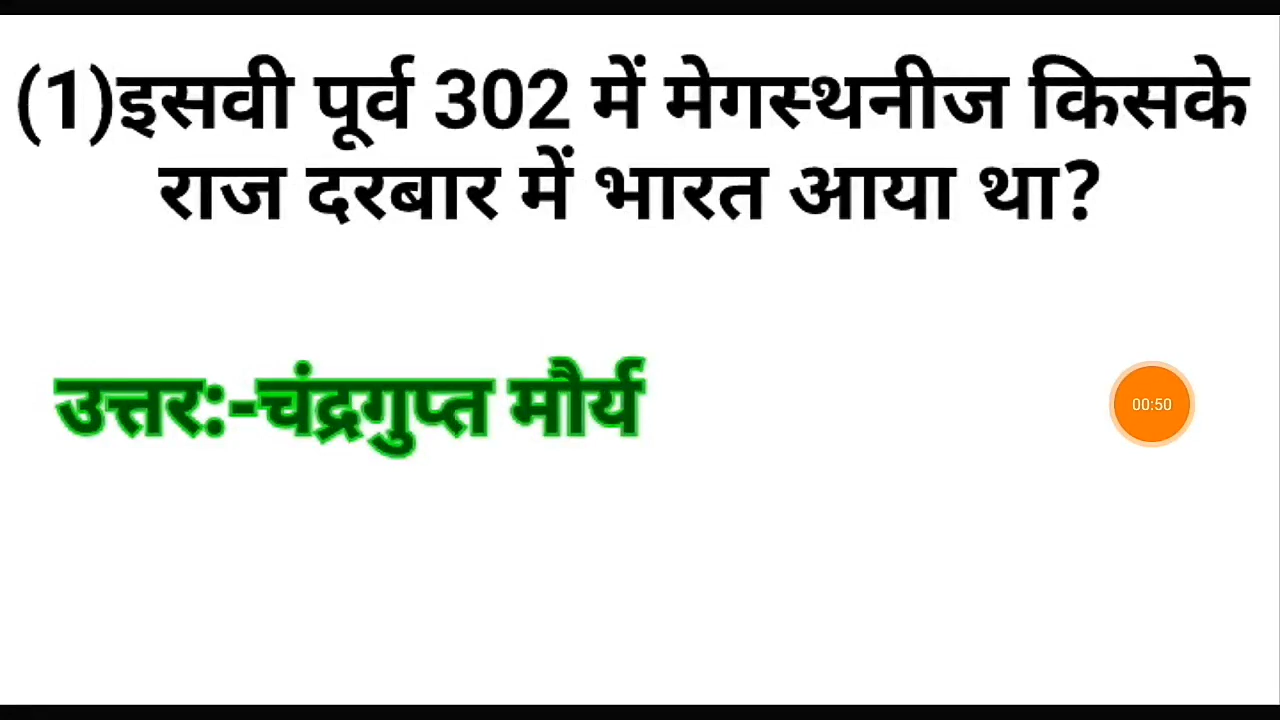 (1)इसवी पूर्व 302 में मेगस्थनीज किसके
राज दरबार में भारत आया था?
उत्तर:-चंद्रगुप्त मौर्य
00:50